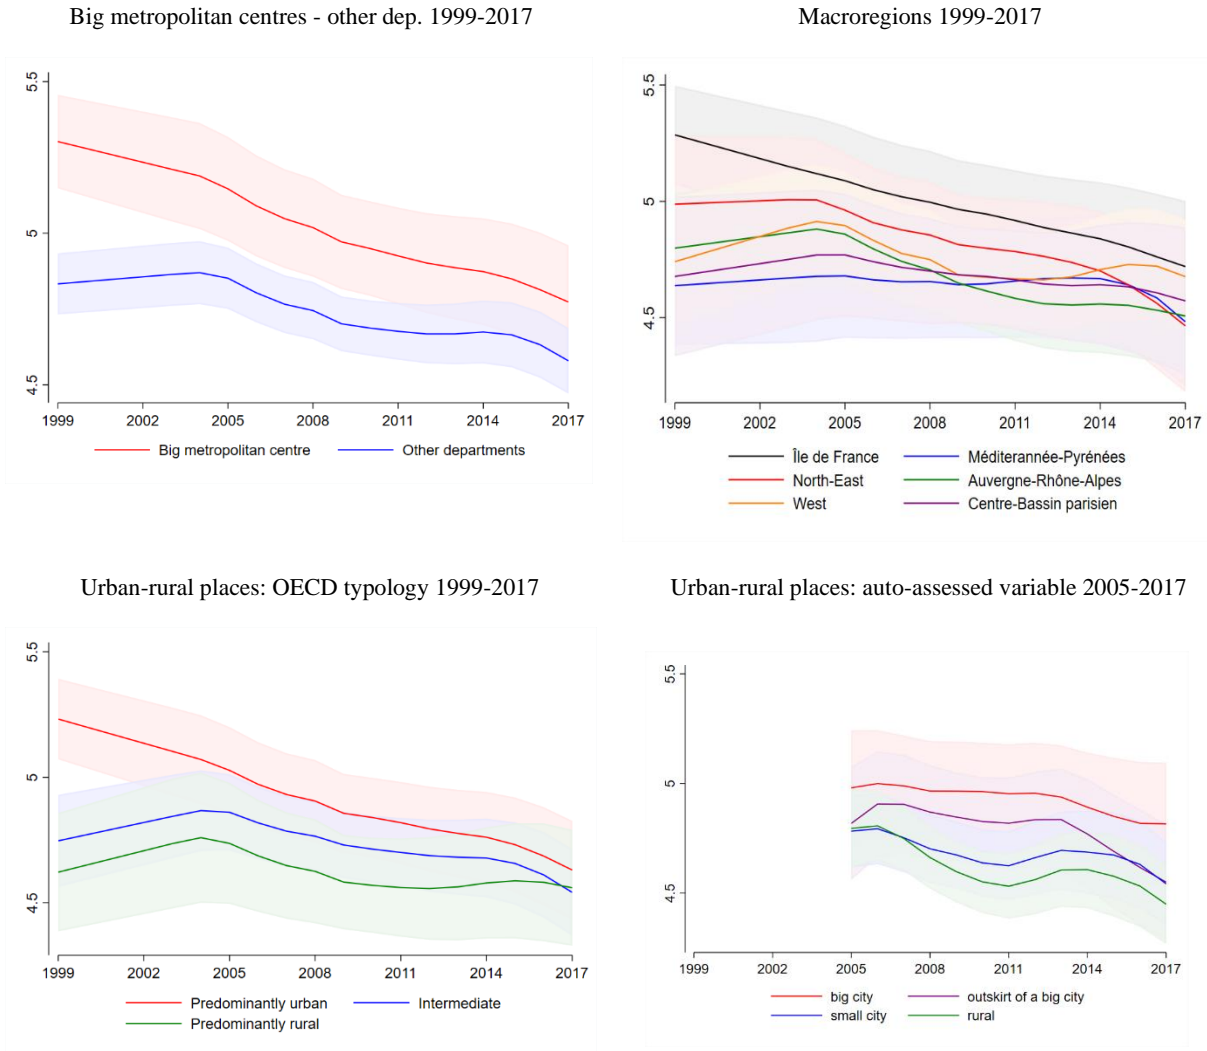 Big metropolitan centres - other dep. 1999-2017
5.5
5
4.5
1999 2002 2005 2008 2011 2014 2017
Big metropolitan centre Other departments
Macroregions 1999-2017
5.5
5
4.5
1999 2002 2005 2008 2011 2014 2017
Île de France Méditerannée-Pyrénées
North-East Auvergne-Rhône-Alpes
West Centre-Bassin parisien
Urban-rural places: OECD typology 1999-2017
5.5
5
4.5
1999 2002 2005 2008 2011 2014 2017
Predominantly urban Intermediate
Predominantly rural
Urban-rural places: auto-assessed variable 2005-2017
5.5
5
4.5
1999 2002 2005 2008 2011 2014 2017
big city outskirt of a big city
small city rural